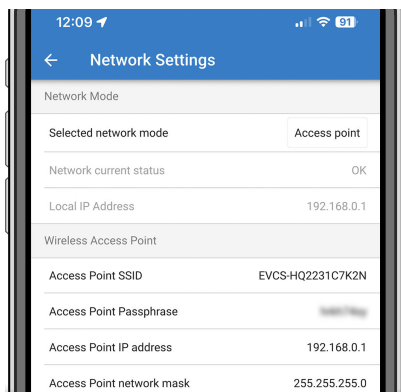 12:09
91
Network Settings
Network Mode
Selected network mode Access point
Network current status OK
Local IP Address 192.168.0.1
Wireless Access Point
Access Point SSID EVCS-HQ2231C7K2N
Access Point Passphrase
Access Point IP address 192.168.0.1
Access Point network mask 255.255.255.0